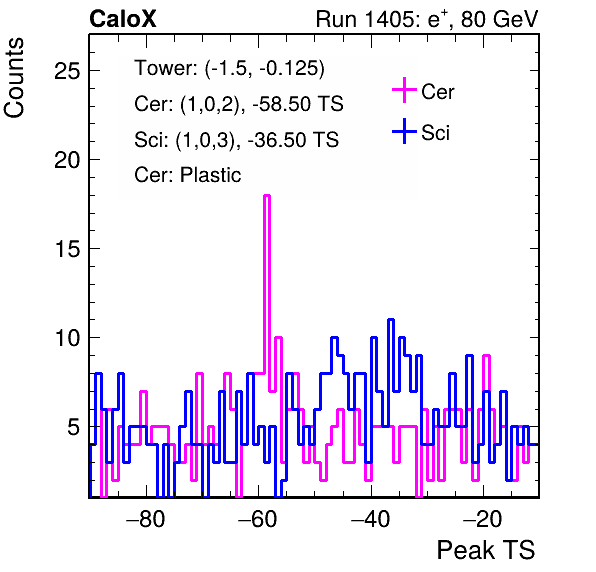 CaloX Run 1405: e⁺, 80 GeV
Counts
Tower: (-1.5, -0.125)
Cer: (1,0,2), -58.50 TS
Sci: (1,0,3), -36.50 TS
Cer: Plastic
Cer
Sci
25
20
15
10
5
−80 −60 −40 −20
Peak TS